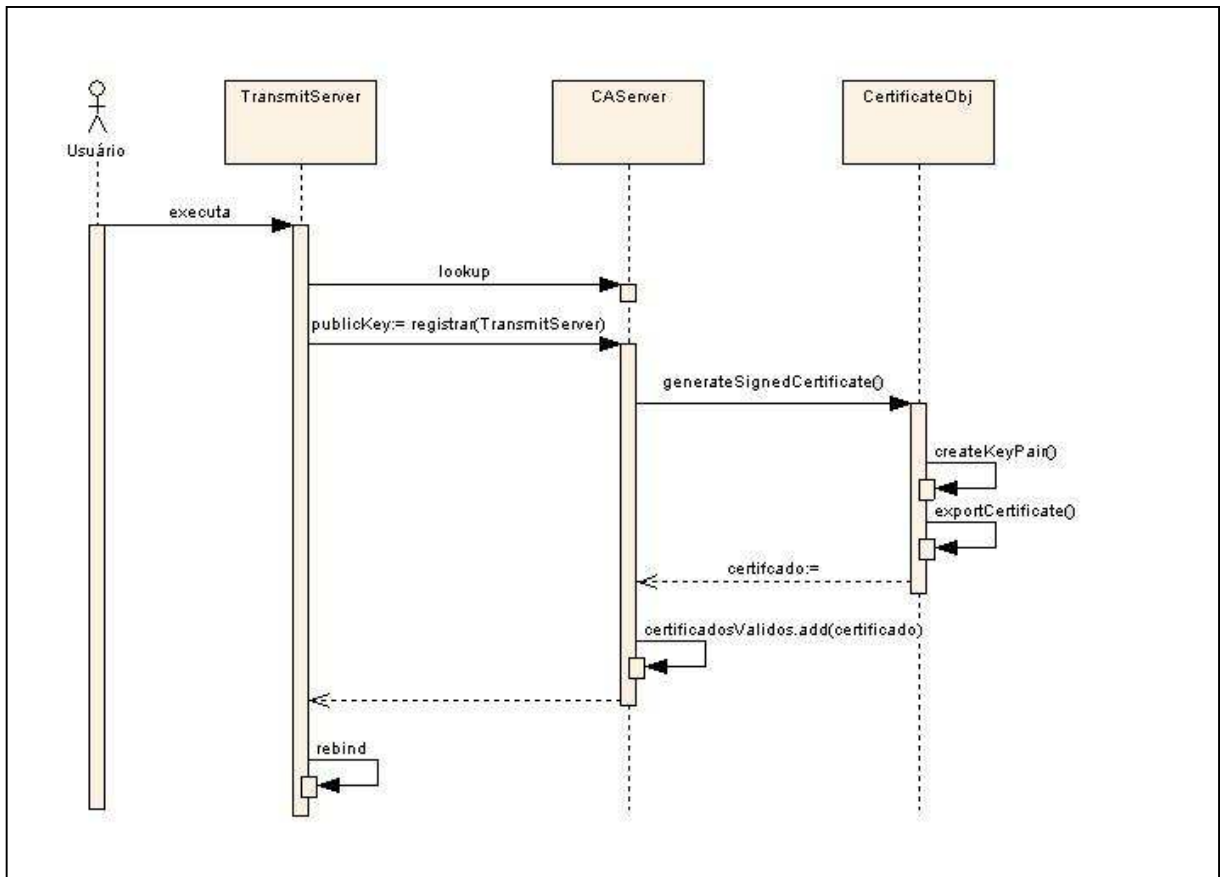 TransmitServer
CAServer
CertificateObj
Usuário
executa
lookup
publicKey:= registrar(TransmitServer)
generateSignedCertificate()
createKeyPair()
exportCertificate()
certifcado:=
certificadosValidos.add(certificado)
rebind